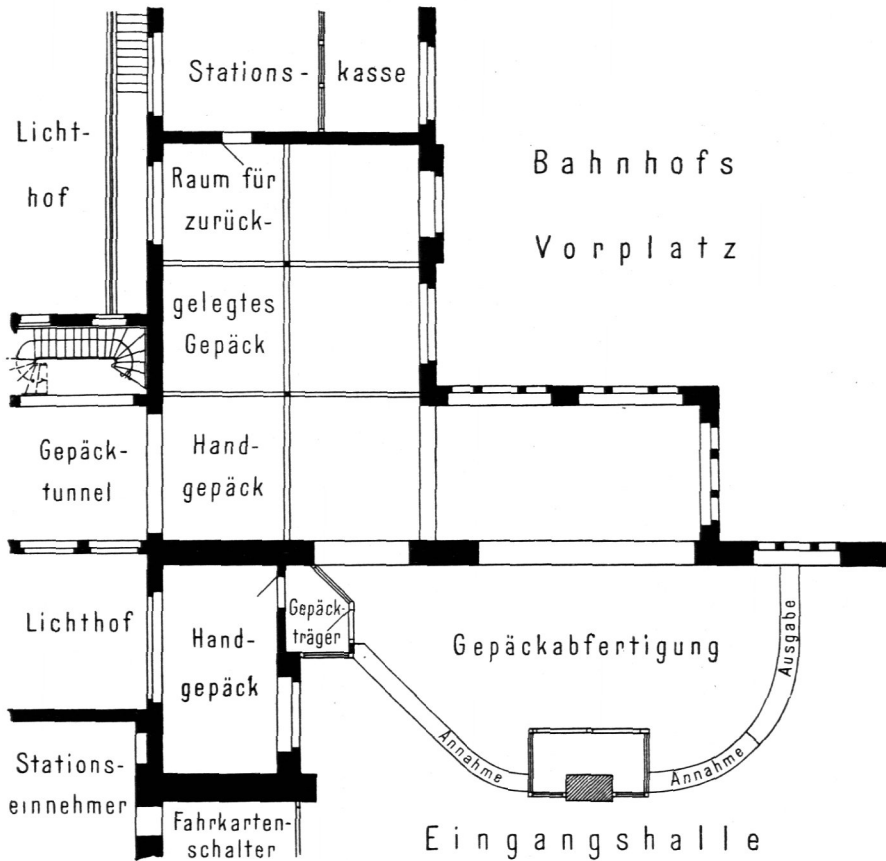 Stations- kasse
Licht-
hof
Bahnhofs
Vorplatz
Raum für
zurück-
gelegtes
Gepäck
Gepäck-
tunnel
Hand-
gepäck
Lichthof
Hand-
gepäck
Gepäck-
träger
Gepäckabfertigung
Ausgabe
Annahme
Annahme
Stations-
einnehmer
Fahrkarten-
schalter
Eingangshalle